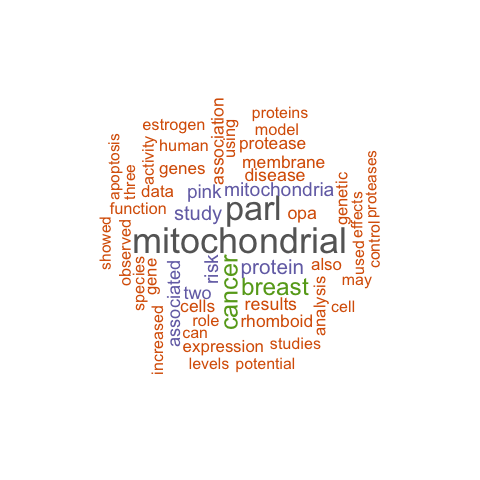 proteins
estrogen
association
using
model
human
protease
apoptosis
activity
three
genes
membrane
disease
data
pink
mitochondria
genetic
proteases
function
study
parl
opa
effects
showed
observed
mitochondrial
used
control
species
gene
associated
risk
cancer
protein
also
may
two
breast
increased
cells
results
analysis
cell
role
rhomboid
can
expression
studies
levels
potential